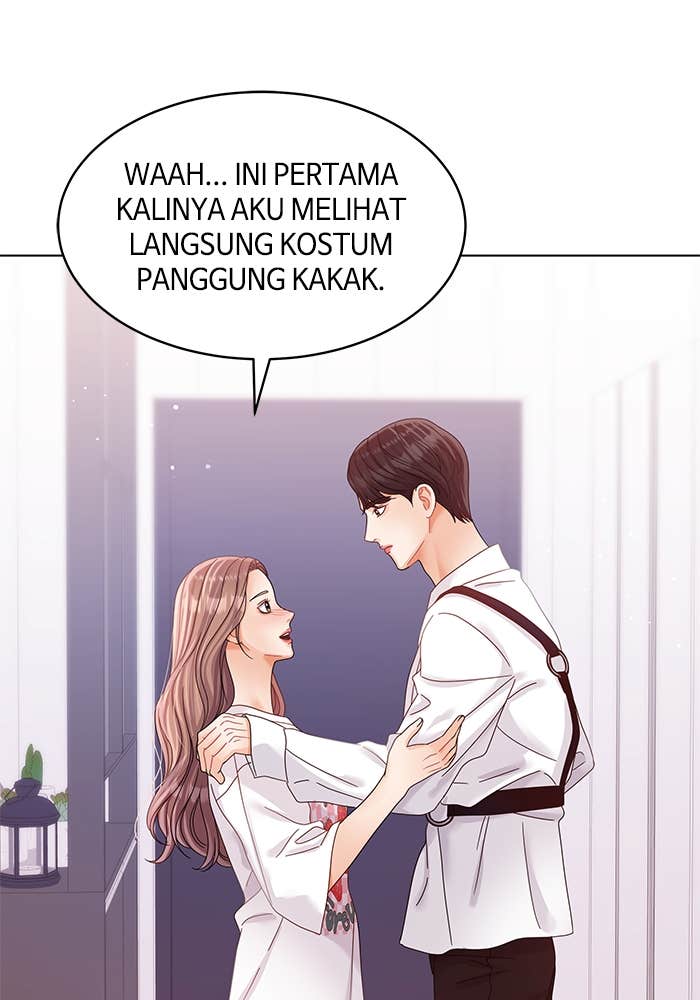 WAAH... INI PERTAMA
KALINYA AKU MELIHAT
LANGSUNG KOSTUM
PANGGUNG KAKAK.